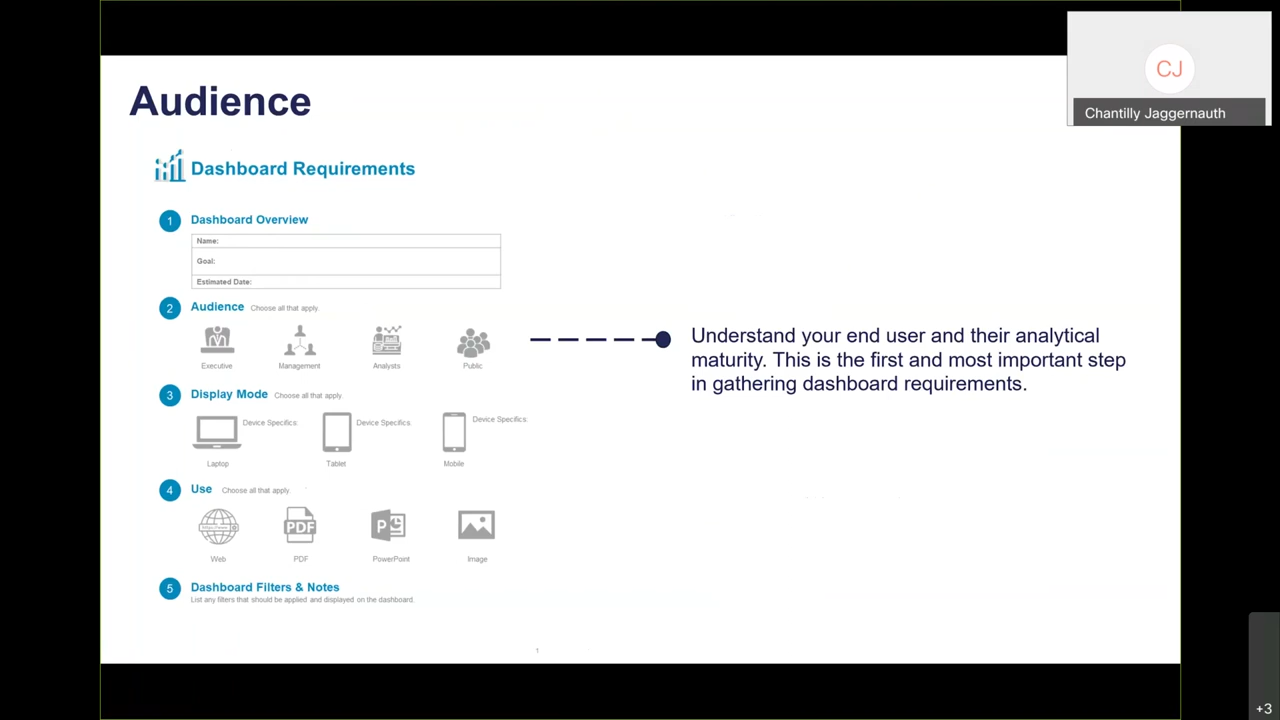 Audience
CJ
Chantilly Jaggernauth
Dashboard Requirements
1
Dashboard Overview
Name:
Goal:
Estimated Date:
2
Audience Choose all that apply.
Executive
Management
Analysts
Public
Understand your end user and their analytical
maturity. This is the first and most important step
in gathering dashboard requirements.
3
Display Mode Choose all that apply.
Device Specifics:
Device Specifics:
Device Specifics:
Laptop
Tablet
Mobile
4
Use Choose all that apply.
PDF
P
Web
PDF
PowerPoint
Image
5
Dashboard Filters & Notes
List any filters that should be applied and displayed on the dashboard.
1
+3